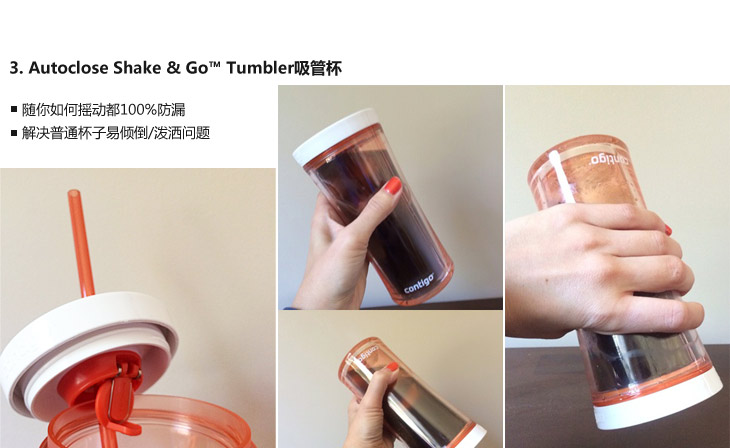 3. Autoclose Shake & Go™ Tumbler吸管杯
■ 随你如何摇动都100%防漏
■ 解决普通杯子易倾倒/泼洒问题
contigo
contigo
contigo